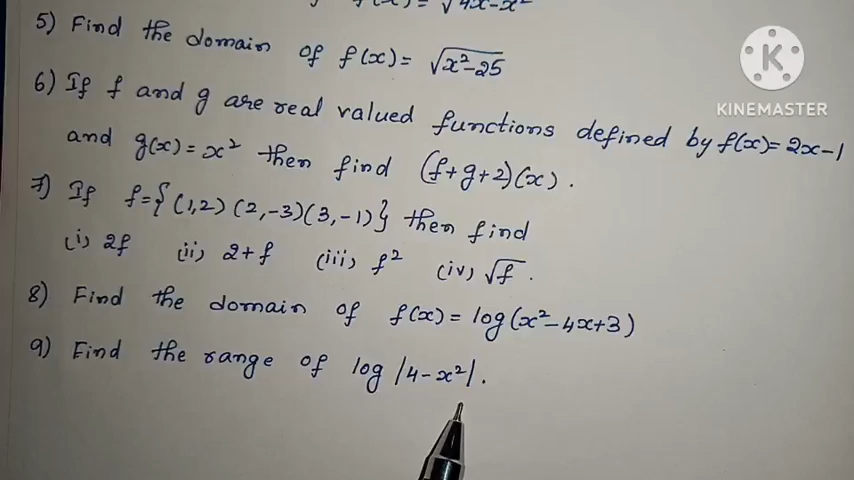 f(x) = √4x-x²
5) Find the domain of f(x) = √x²-25
KINEMASTER
6) If f and g are real valued functions defined by f(x) = 2x-1
and g(x) = x² then find (f+g+2)(x).
7) If f={(1,2)(2,-3)(3,-1)} then find
(i) 2f (ii) 2+f (iii) f² (iv) √f.
8) Find the domain of f(x) = log(x²-4x+3)
9) Find the range of log |4-x²|.